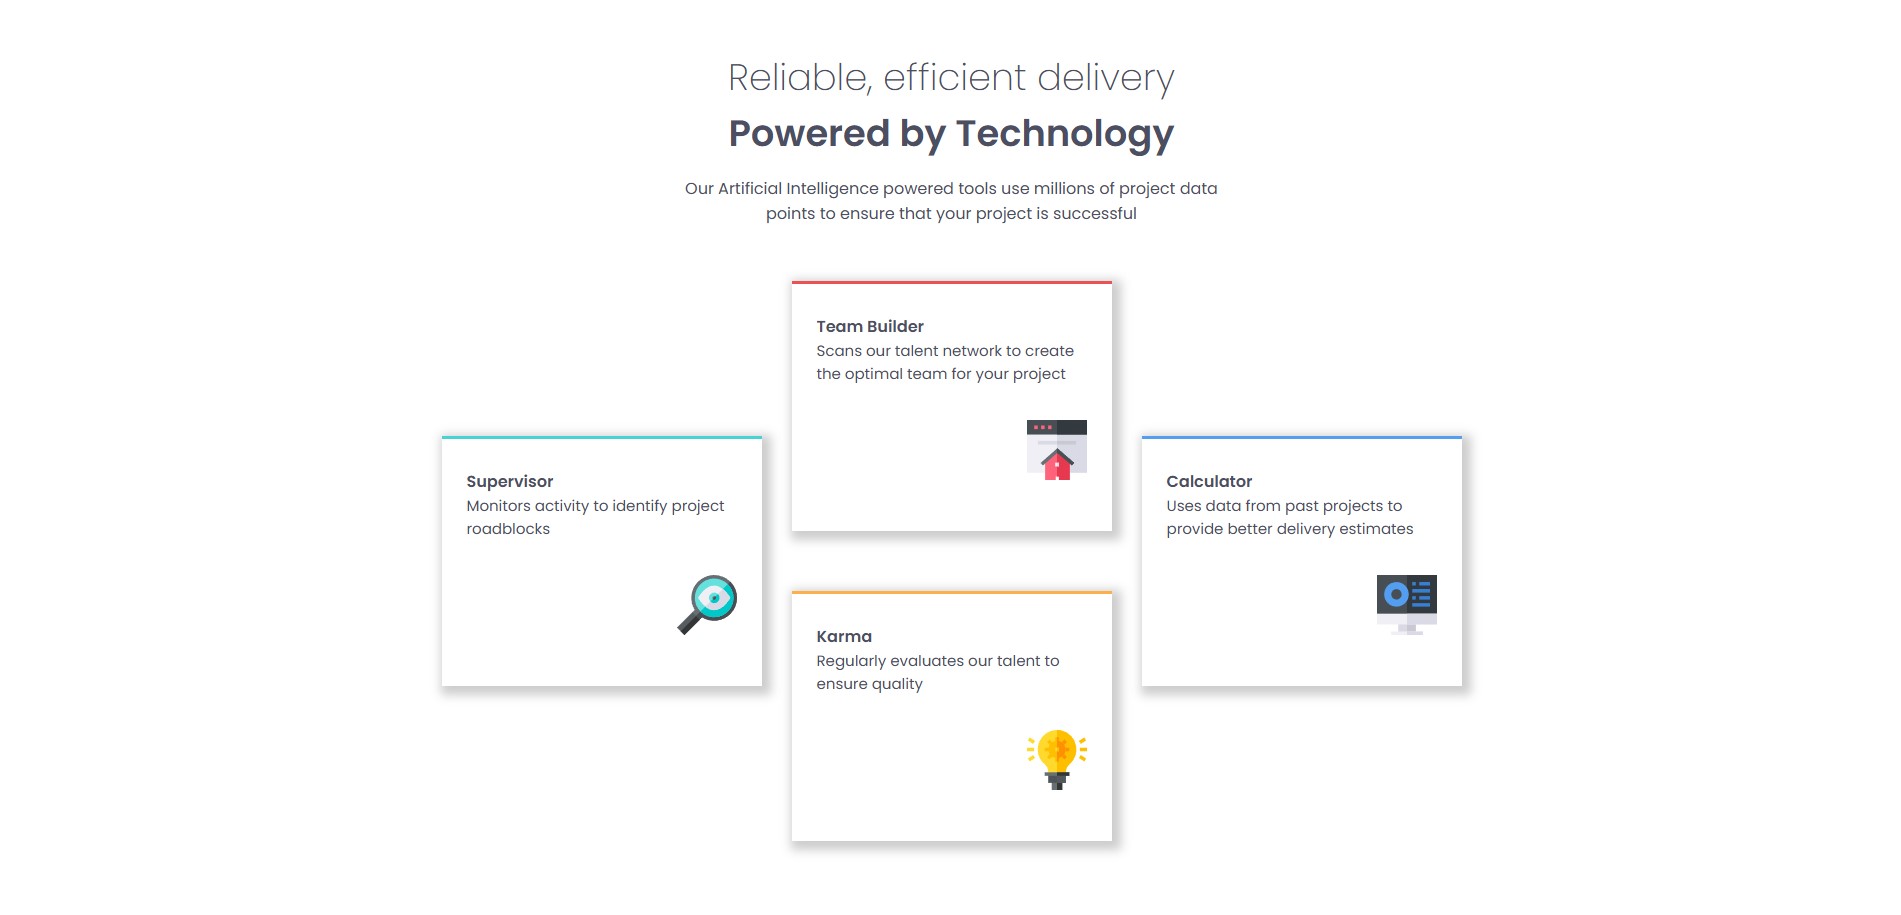 Reliable, efficient delivery
Powered by Technology
Our Artificial Intelligence powered tools use millions of project data
points to ensure that your project is successful
Team Builder
Scans our talent network to create
the optimal team for your project
Supervisor
Monitors activity to identify project
roadblocks
Calculator
Uses data from past projects to
provide better delivery estimates
Karma
Regularly evaluates our talent to
ensure quality